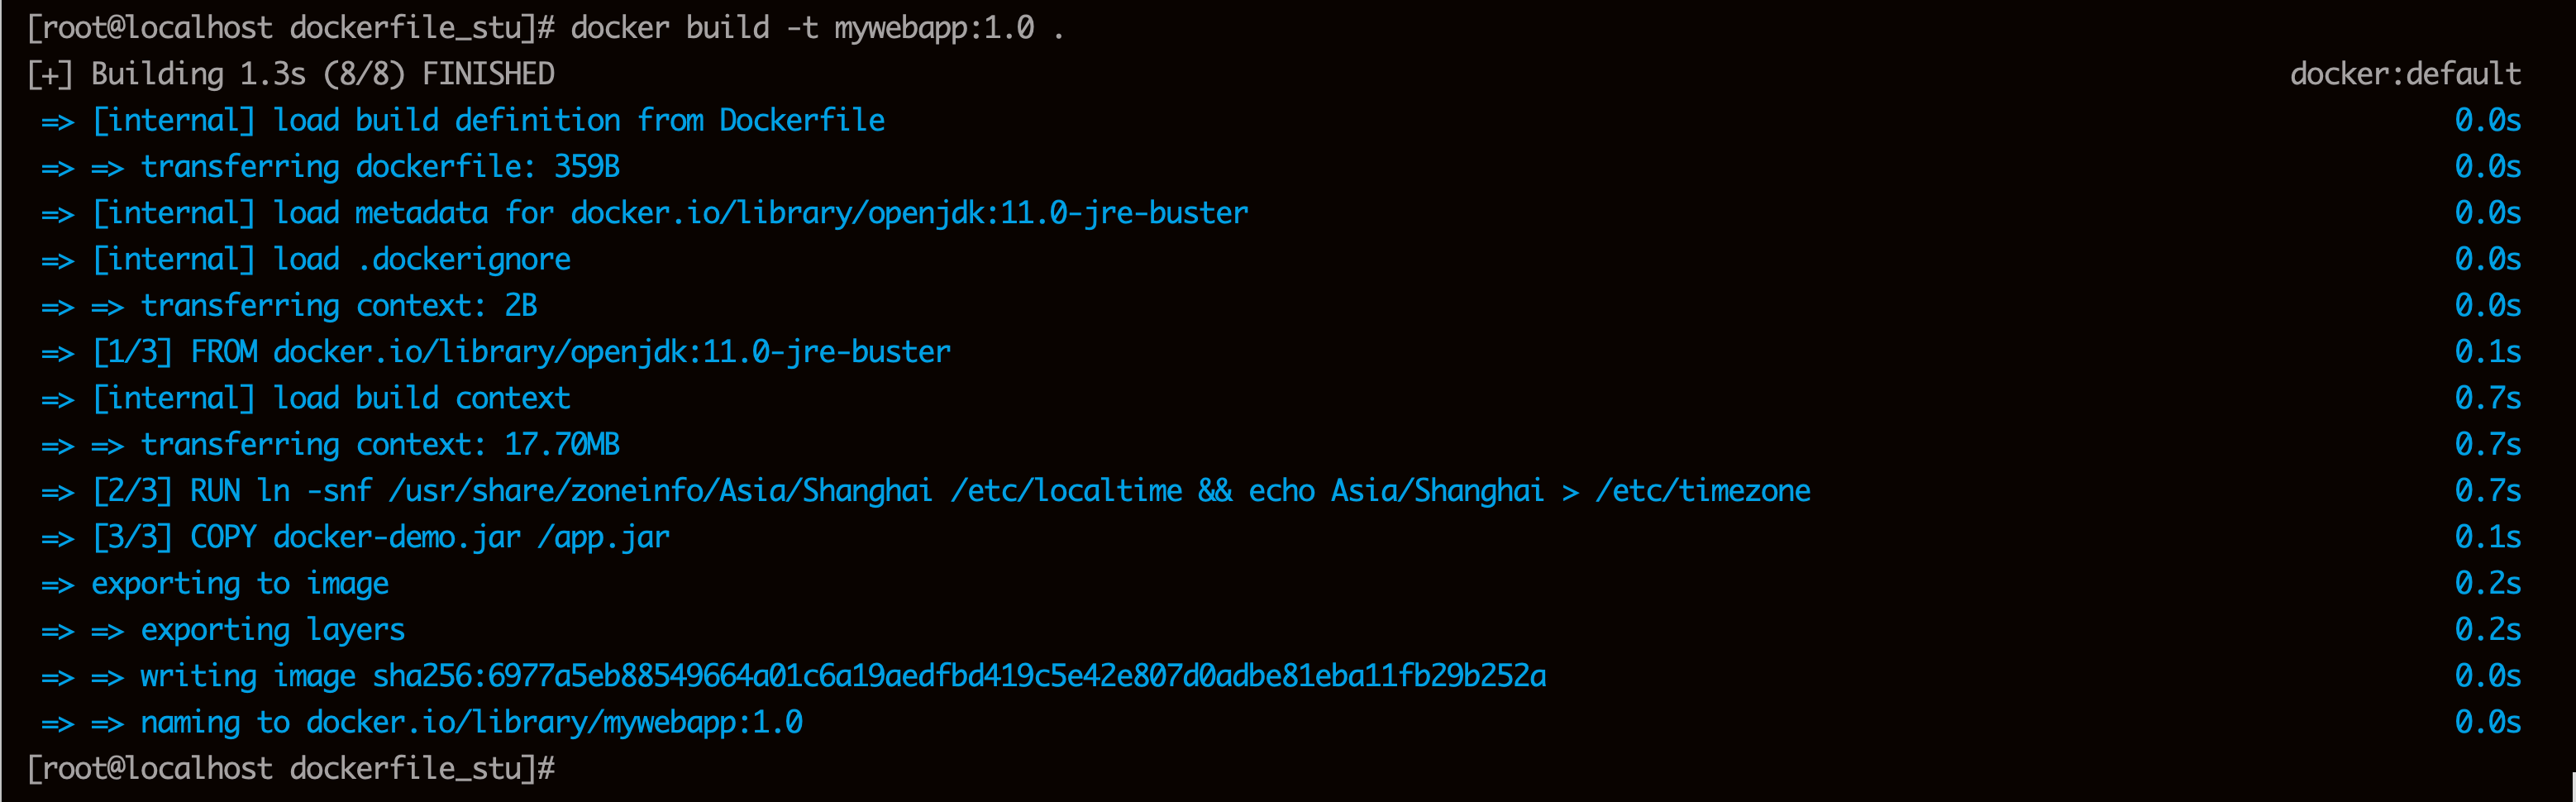 [root@localhost dockerfile_stu]# docker build -t mywebapp:1.0 .
[+] Building 1.3s (8/8) FINISHED docker:default
=> [internal] load build definition from Dockerfile 0.0s
=> => transferring dockerfile: 359B 0.0s
=> [internal] load metadata for docker.io/library/openjdk:11.0-jre-buster 0.0s
=> [internal] load .dockerignore 0.0s
=> => transferring context: 2B 0.0s
=> [1/3] FROM docker.io/library/openjdk:11.0-jre-buster 0.1s
=> [internal] load build context 0.7s
=> => transferring context: 17.70MB 0.7s
=> [2/3] RUN ln -snf /usr/share/zoneinfo/Asia/Shanghai /etc/localtime && echo Asia/Shanghai > /etc/timezone 0.7s
=> [3/3] COPY docker-demo.jar /app.jar 0.1s
=> exporting to image 0.2s
=> => exporting layers 0.2s
=> => writing image sha256:6977a5eb88549664a01c6a19aedfbd419c5e42e807d0adbe81eba11fb29b252a 0.0s
=> => naming to docker.io/library/mywebapp:1.0 0.0s
[root@localhost dockerfile_stu]#